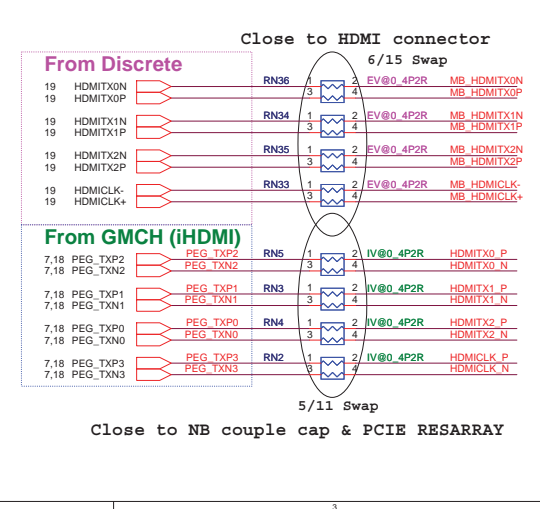 Close to HDMI connector
From Discrete
6/15 Swap
19 HDMITX0N RN36 1 2 EV@0_4P2R MB_HDMITX0N
19 HDMITX0P 3 4 MB_HDMITX0P
19 HDMITX1N RN34 1 2 EV@0_4P2R MB_HDMITX1N
19 HDMITX1P 3 4 MB_HDMITX1P
19 HDMITX2N RN35 1 2 EV@0_4P2R MB_HDMITX2N
19 HDMITX2P 3 4 MB_HDMITX2P
19 HDMICLK- RN33 1 2 EV@0_4P2R MB_HDMICLK-
19 HDMICLK+ 3 4 MB_HDMICLK+
From GMCH (iHDMI)
7,18 PEG_TXP2 PEG_TXP2 RN5 1 2 IV@0_4P2R HDMITX0_P
7,18 PEG_TXN2 PEG_TXN2 3 4 HDMITX0_N
7,18 PEG_TXP1 PEG_TXP1 RN3 1 2 IV@0_4P2R HDMITX1_P
7,18 PEG_TXN1 PEG_TXN1 3 4 HDMITX1_N
7,18 PEG_TXP0 PEG_TXP0 RN4 1 2 IV@0_4P2R HDMITX2_P
7,18 PEG_TXN0 PEG_TXN0 3 4 HDMITX2_N
7,18 PEG_TXP3 PEG_TXP3 RN2 1 2 IV@0_4P2R HDMICLK_P
7,18 PEG_TXN3 PEG_TXN3 3 4 HDMICLK_N
5/11 Swap
Close to NB couple cap & PCIE RESARRAY
3